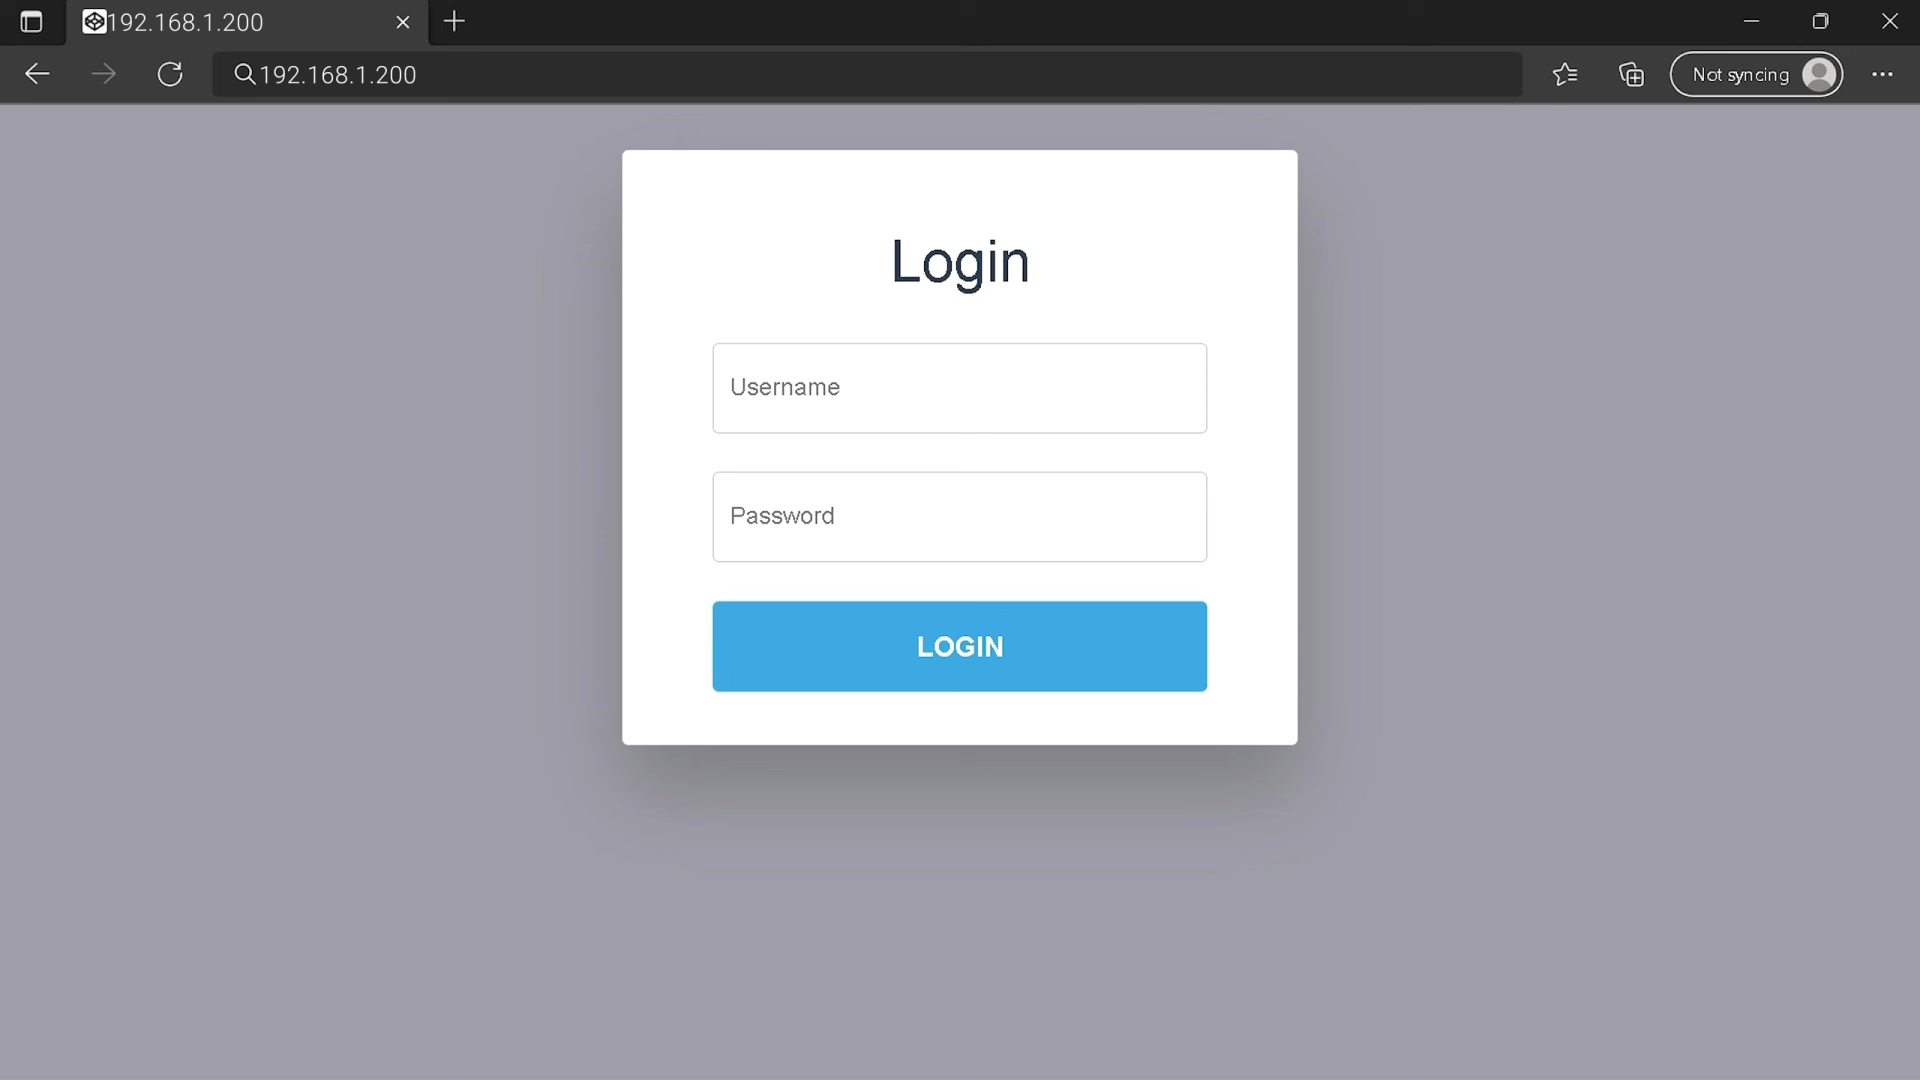 192.168.1.200
192.168.1.200
Not syncing
Login
Username
Password
LOGIN